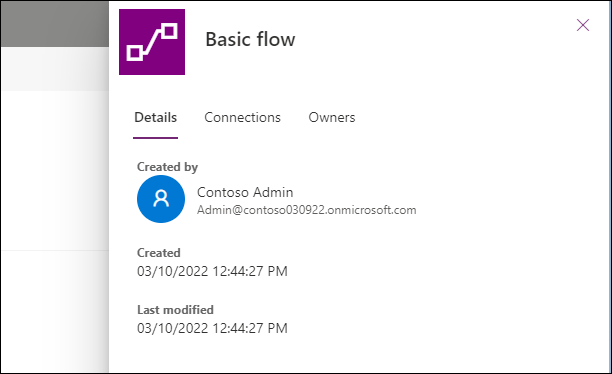 Basic flow
Details Connections Owners
Created by
Contoso Admin
Admin@contoso030922.onmicrosoft.com
Created
03/10/2022 12:44:27 PM
Last modified
03/10/2022 12:44:27 PM